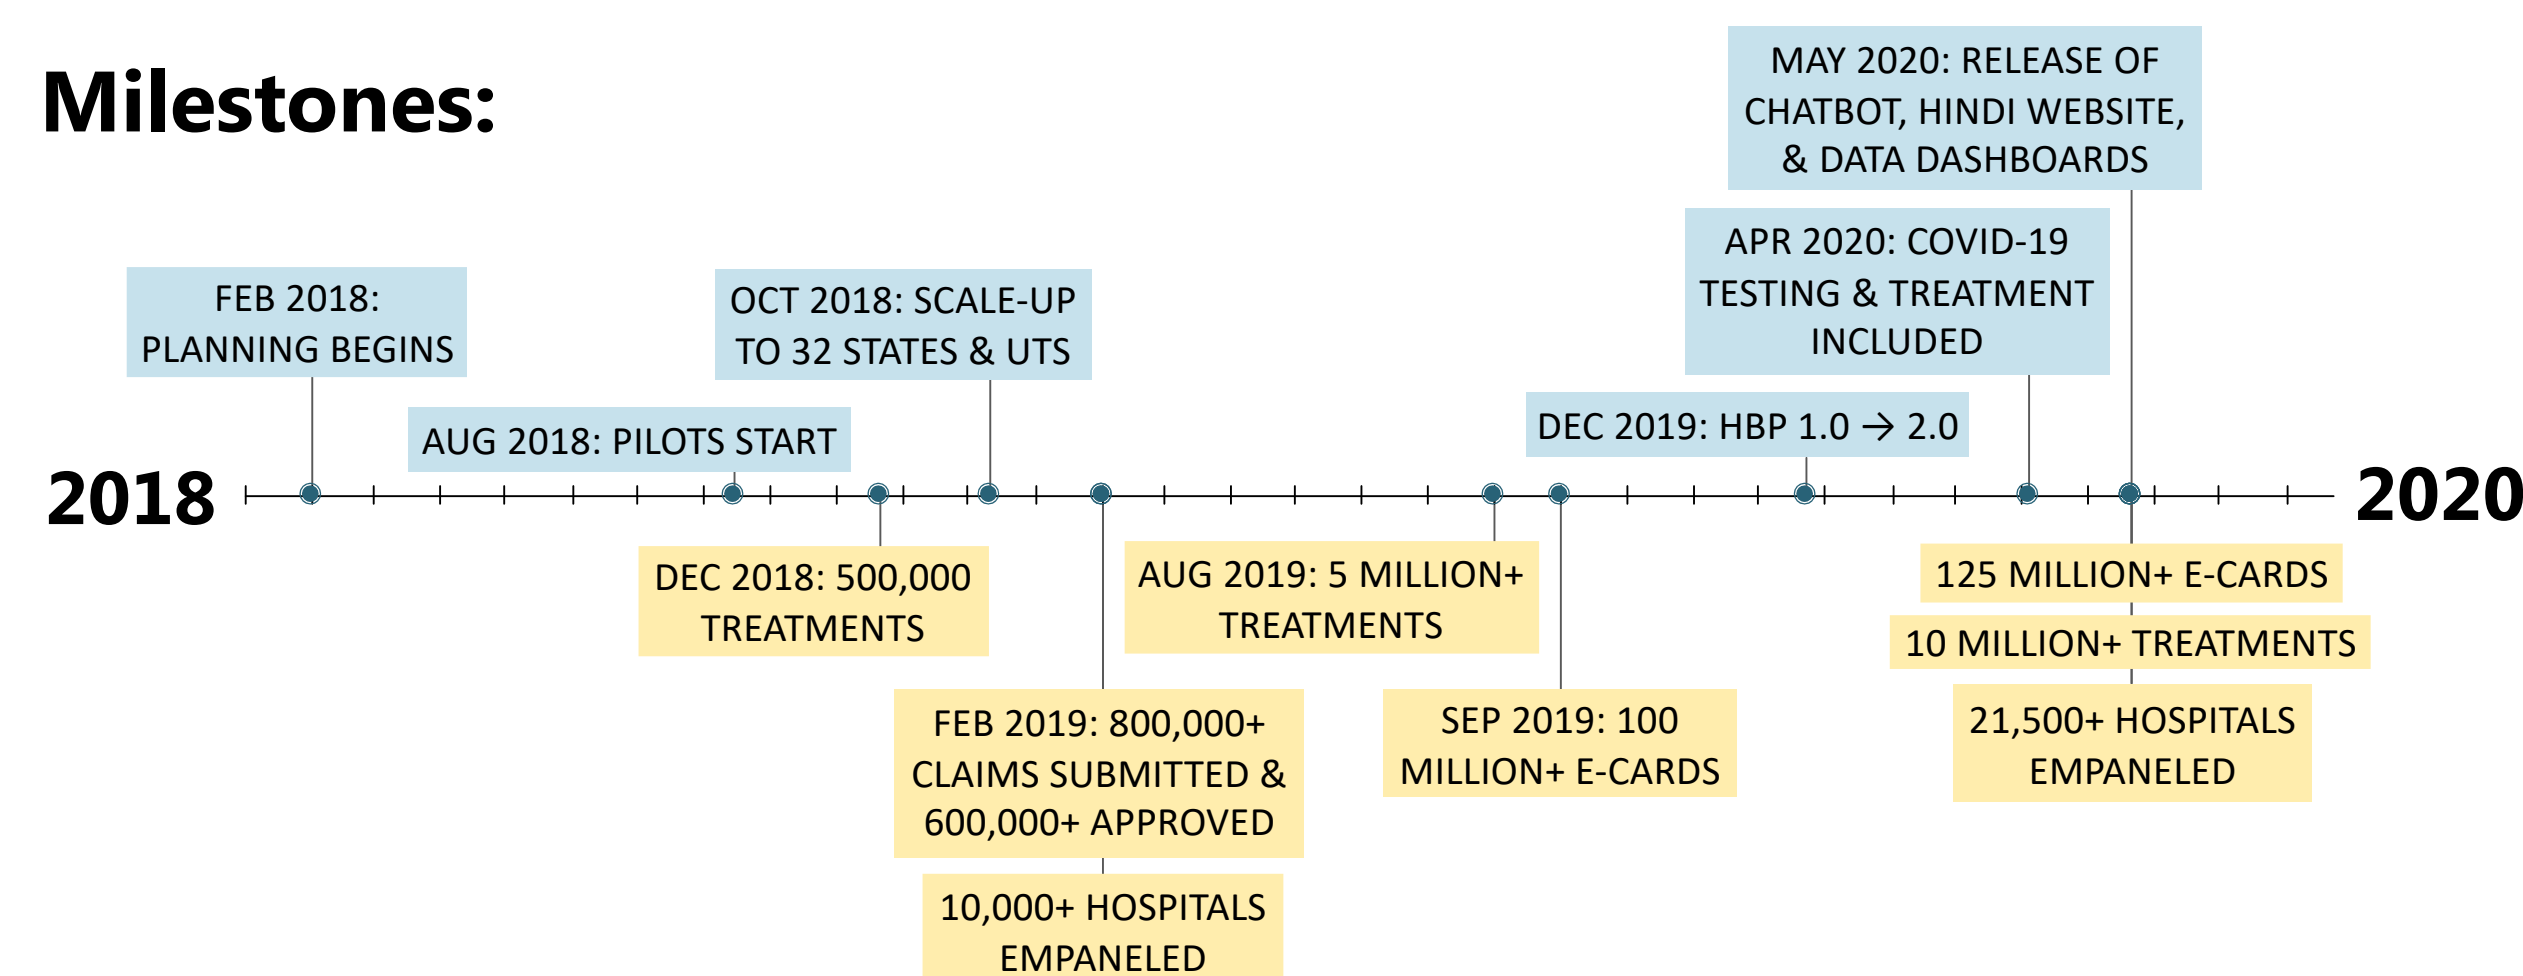 Milestones:
MAY 2020: RELEASE OF
CHATBOT, HINDI WEBSITE,
& DATA DASHBOARDS
APR 2020: COVID-19
TESTING & TREATMENT
INCLUDED
FEB 2018:
PLANNING BEGINS
OCT 2018: SCALE-UP
TO 32 STATES & UTS
AUG 2018: PILOTS START
DEC 2019: HBP 1.0 → 2.0
2018
2020
DEC 2018: 500,000
TREATMENTS
AUG 2019: 5 MILLION+
TREATMENTS
125 MILLION+ E-CARDS
10 MILLION+ TREATMENTS
FEB 2019: 800,000+
CLAIMS SUBMITTED &
600,000+ APPROVED
SEP 2019: 100
MILLION+ E-CARDS
21,500+ HOSPITALS
EMPANELED
10,000+ HOSPITALS
EMPANELED